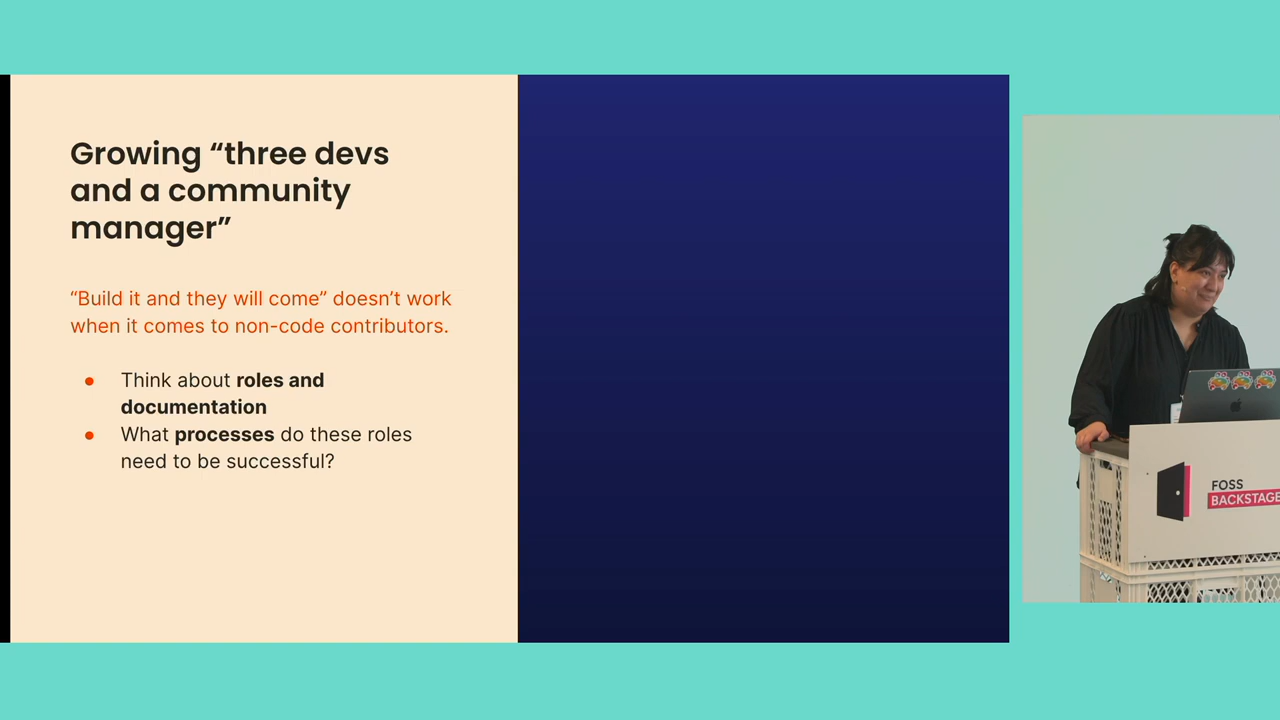 Growing “three devs
and a community
manager”
“Build it and they will come” doesn’t work
when it comes to non-code contributors.
● Think about roles and
documentation
● What processes do these roles
need to be successful?
FOSS
BACKSTAGE